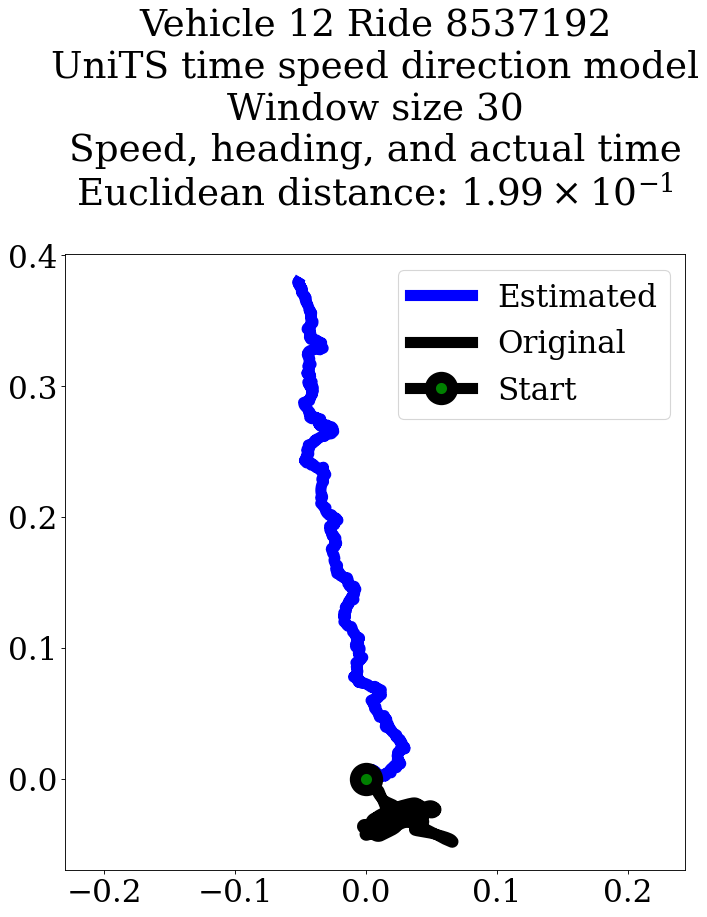 Vehicle 12 Ride 8537192
UniTS time speed direction model
Window size 30
Speed, heading, and actual time
Euclidean distance: 1.99 × 10⁻¹
0.4
0.3
0.2
0.1
0.0
Estimated
Original
Start
−0.2 −0.1 0.0 0.1 0.2